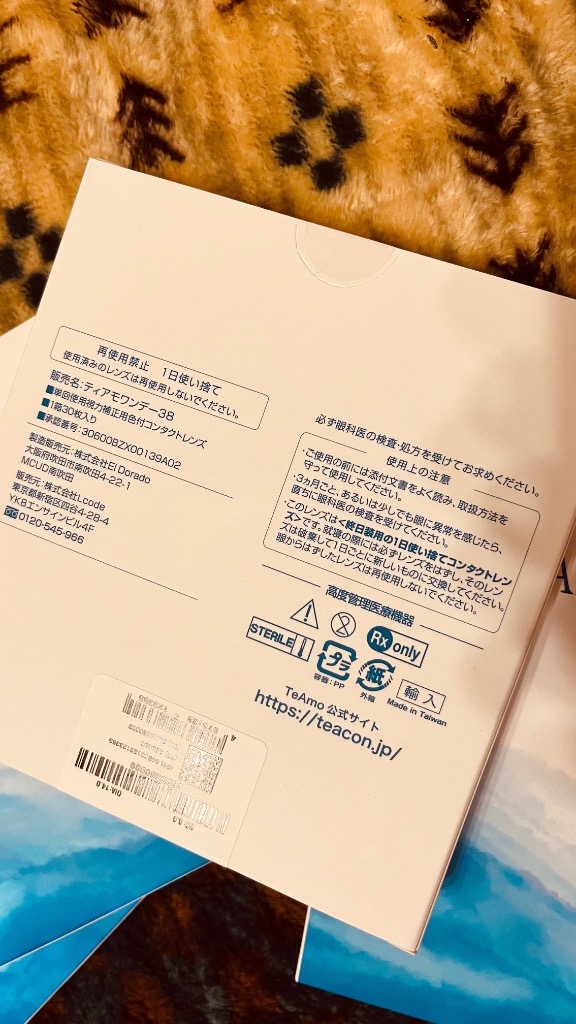 再使用禁止 1日使い捨て
使用済みのレンズは再使用しないでください。
販売名:ティアモワンデー3B
■単回使用視力補正用色付コンタクトレンズ
■1箱30枚入り
■承認番号:30600BZX00139A02
製造販売元:株式会社El Dorado
大阪府吹田市南吹田4-22-1
MCUD南吹田
販売元:株式会社Lcode
東京都新宿区四谷4-28-4
YKBエンサインビル4F
0120-545-966
必ず眼科医の検査・処方を受けてお求めください。
使用上の注意
・ご使用の前には添付文書をよく読み、取扱方法を
守って使用してください。
・3ヵ月ごと、あるいは少しでも眼に異常を感じたら、
直ちに眼科医の検査を受けてください。
・このレンズは終日装用の1日使い捨てコンタクトレン
ズです。就寝の際には必ずレンズをはずし、そのレン
ズは破棄して1日ごとに新しいものに交換してください。
眼からはずしたレンズは再使用しないでください。
高度管理医療機器
2
Rx only
STERILE
プラ
容器:PP
紙
外箱
輸入
Made in Taiwan
TeAmo 公式サイト
https://teacon.jp/
DIA:14.0
A